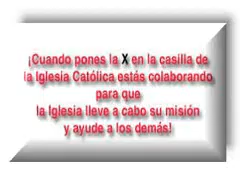 ¡Cuando pones la X en la casilla de
la Iglesia Católica estás colaborando
para que
la Iglesia lleve a cabo su misión
y ayude a los demás!